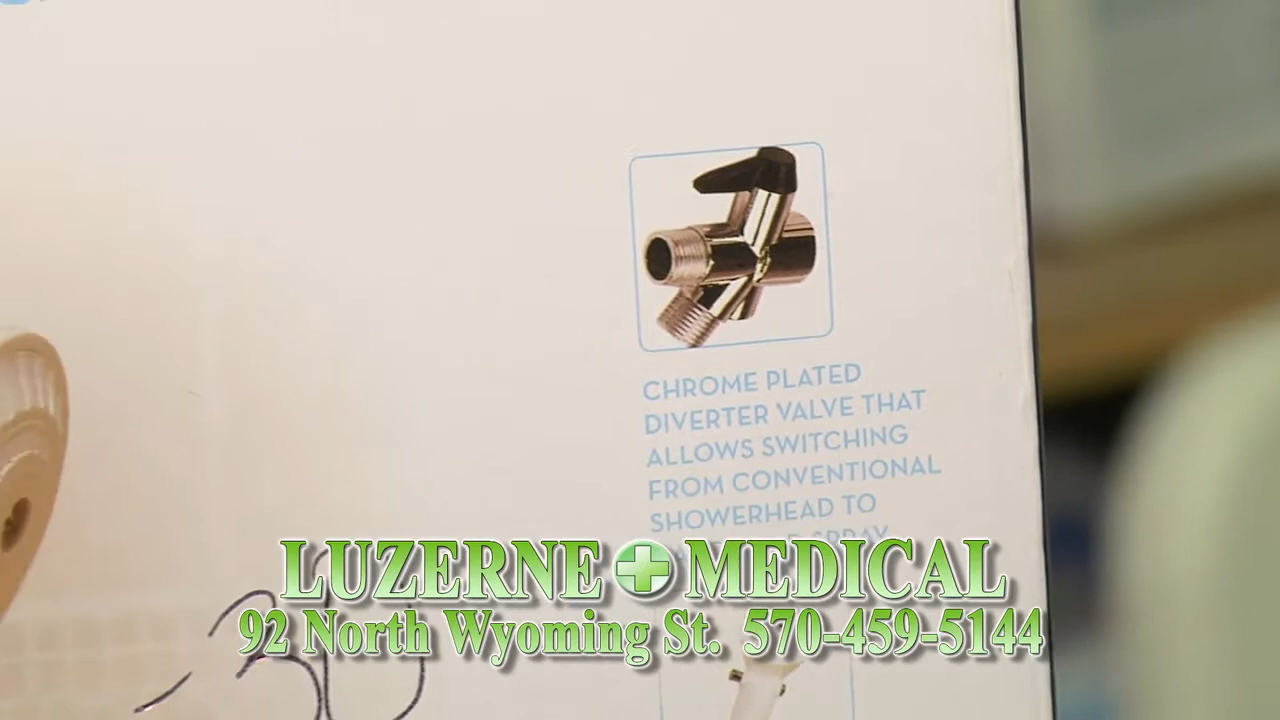 CHROME PLATED
DIVERTER VALVE THAT
ALLOWS SWITCHING
FROM CONVENTIONAL
SHOWERHEAD TO
SPRAY
LUZERNE MEDICAL
92 North Wyoming St. 570-459-5144